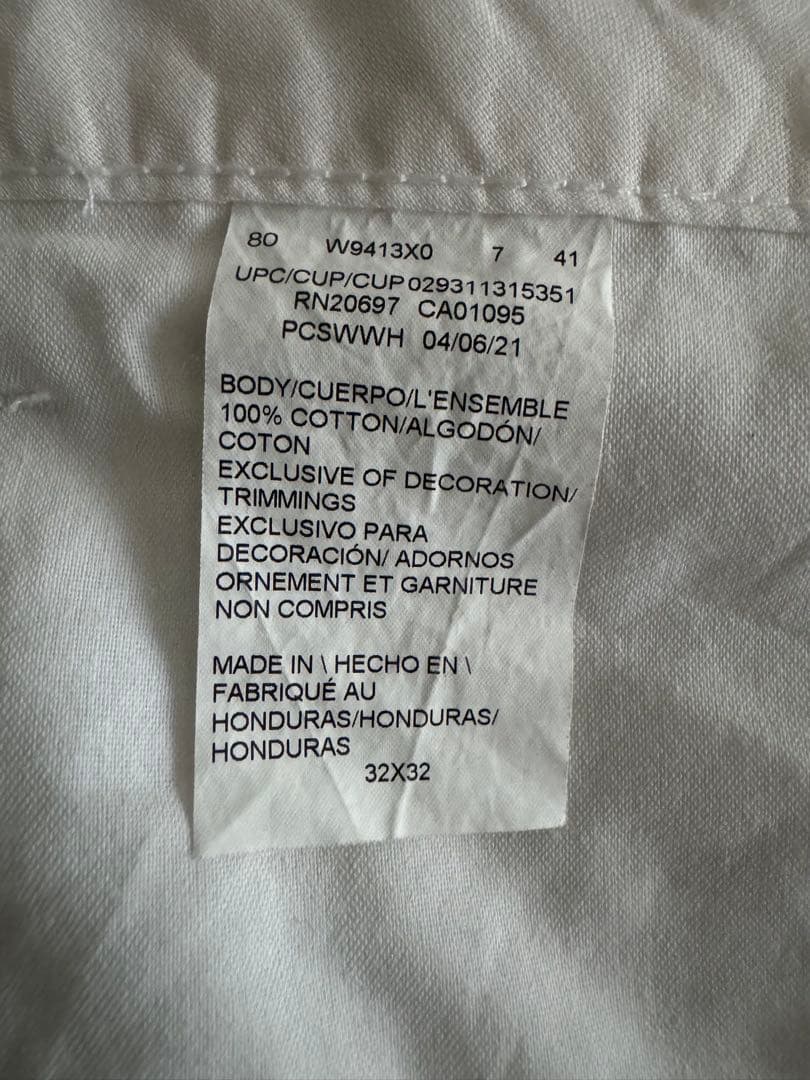 80 W9413X0 7 41
UPC/CUP/CUP 029311315351
RN20697 CA01095
PCSWWH 04/06/21
BODY/CUERPO/L'ENSEMBLE
100% COTTON/ALGODÓN/
COTON
EXCLUSIVE OF DECORATION/
TRIMMINGS
EXCLUSIVO PARA
DECORACIÓN/ ADORNOS
ORNEMENT ET GARNITURE
NON COMPRIS
MADE IN \ HECHO EN \
FABRIQUÉ AU
HONDURAS/HONDURAS/
HONDURAS
32X32